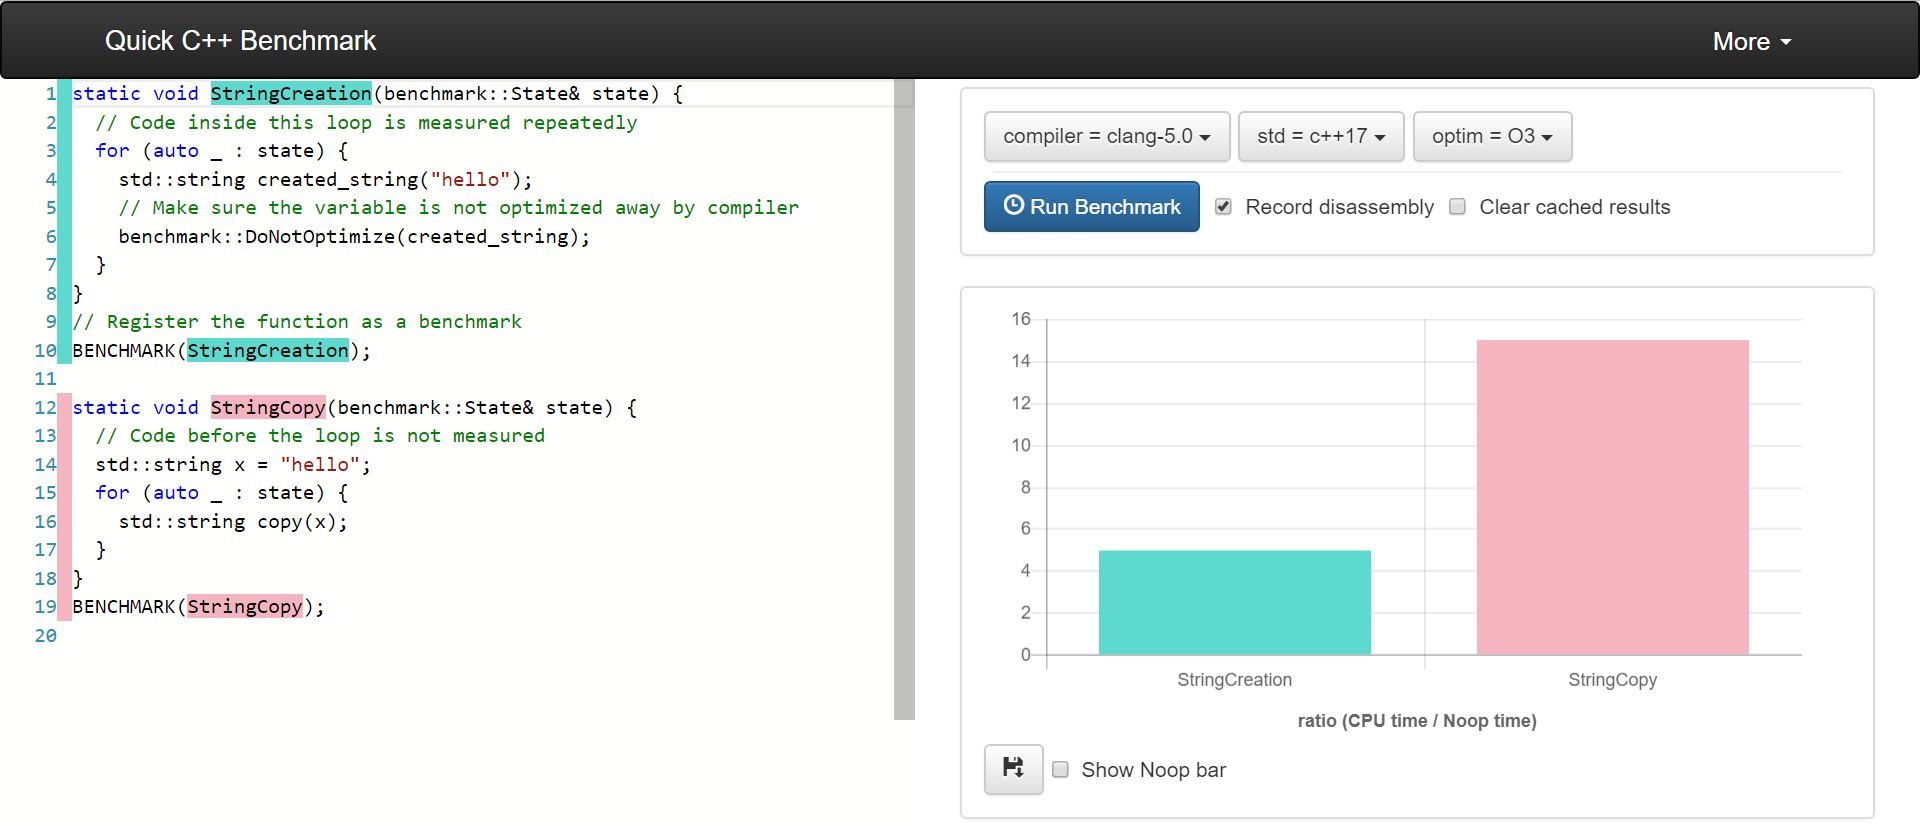 Quick C++ Benchmark
More
1 static void StringCreation(benchmark::State& state) {
2 // Code inside this loop is measured repeatedly
3 for (auto _ : state) {
4 std::string created_string("hello");
5 // Make sure the variable is not optimized away by compiler
6 benchmark::DoNotOptimize(created_string);
7 }
8 }
9 // Register the function as a benchmark
10 BENCHMARK(StringCreation);
11
12 static void StringCopy(benchmark::State& state) {
13 // Code before the loop is not measured
14 std::string x = "hello";
15 for (auto _ : state) {
16 std::string copy(x);
17 }
18 }
19 BENCHMARK(StringCopy);
20
compiler = clang-5.0 std = c++17 optim = O3
Run Benchmark Record disassembly Clear cached results
16
14
12
10
8
6
4
2
0
StringCreation StringCopy
ratio (CPU time / Noop time)
Show Noop bar